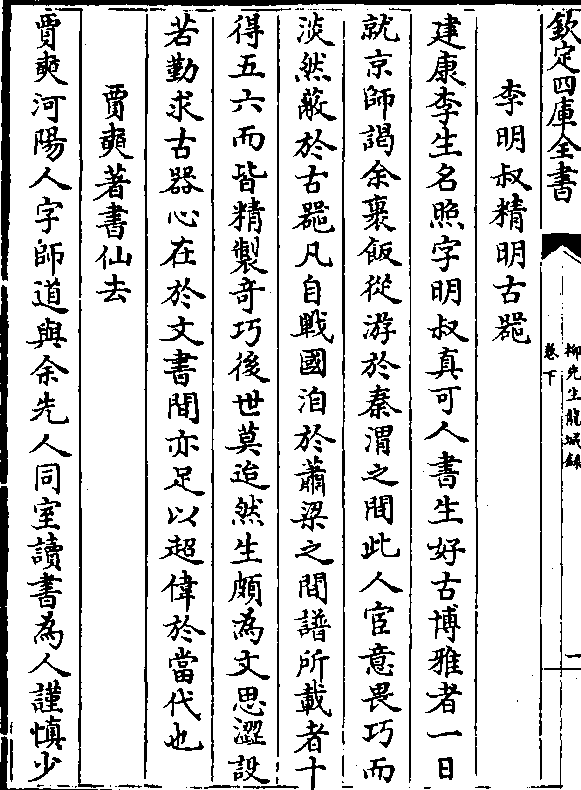 欽定四庫全書
柳先生龍城錄
卷下
一
李明叔精明古器
建康李生名照字明叔真可人書生好古博雅者一日
就京師謁余裹飯從游於秦渭之間此人宦意畏巧而
淡然蔽於古器凡自戰國洎於蕭梁之間譜所載者十
得五六而皆精製奇巧後世莫迨然生頗為文思澀設
若勤求古器心在於文書間亦足以超偉於當代也
賈奭著書仙去
賈奭河陽人字師道與余先人同室讀書為人謹慎少